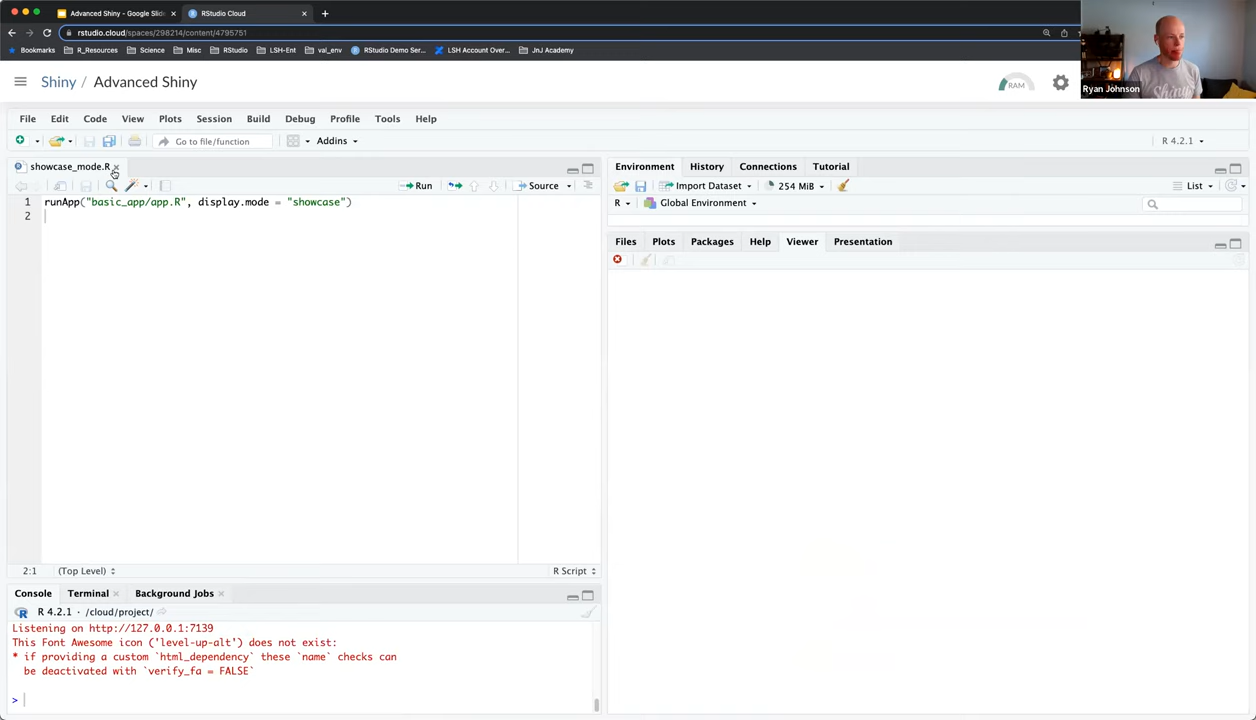 Advanced Shiny - Google Slide
RStudio Cloud
rstudio.cloud/spaces/298214/content/4795751
Bookmarks R_Resources Science Misc RStudio LSH-Ent val_env RStudio Demo Ser... LSH Account Over... JnJ Academy
Shiny / Advanced Shiny
RAM
Ryan Johnson
File Edit Code View Plots Session Build Debug Profile Tools Help
Go to file/function
Addins
R 4.2.1
showcase_mode.R
Run
Source
1 runApp("basic_app/app.R", display.mode = "showcase")
2
2:1 (Top Level) R Script
Console Terminal Background Jobs
R 4.2.1 · /cloud/project/
Listening on http://127.0.0.1:7139
This Font Awesome icon ('level-up-alt') does not exist:
* if providing a custom `html_dependency` these `name` checks can
be deactivated with `verify_fa = FALSE`
>
Environment History Connections Tutorial
Import Dataset 254 MiB List
R Global Environment
Files Plots Packages Help Viewer Presentation